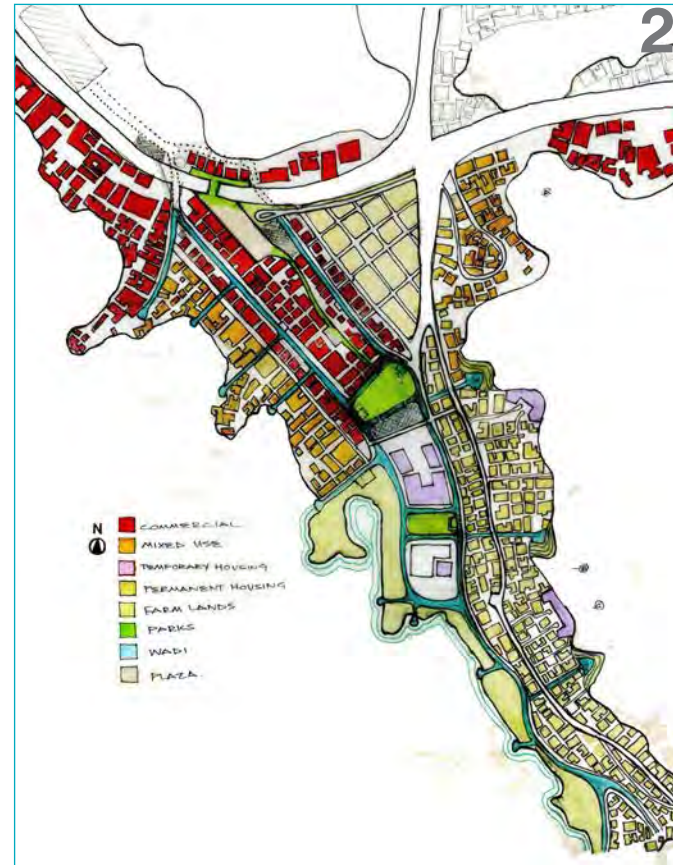 2
N
COMMERCIAL
MIXED USE
TEMPORARY HOUSING
PERMANENT HOUSING
FARM LANDS
PARKS
WADI
PLAZA